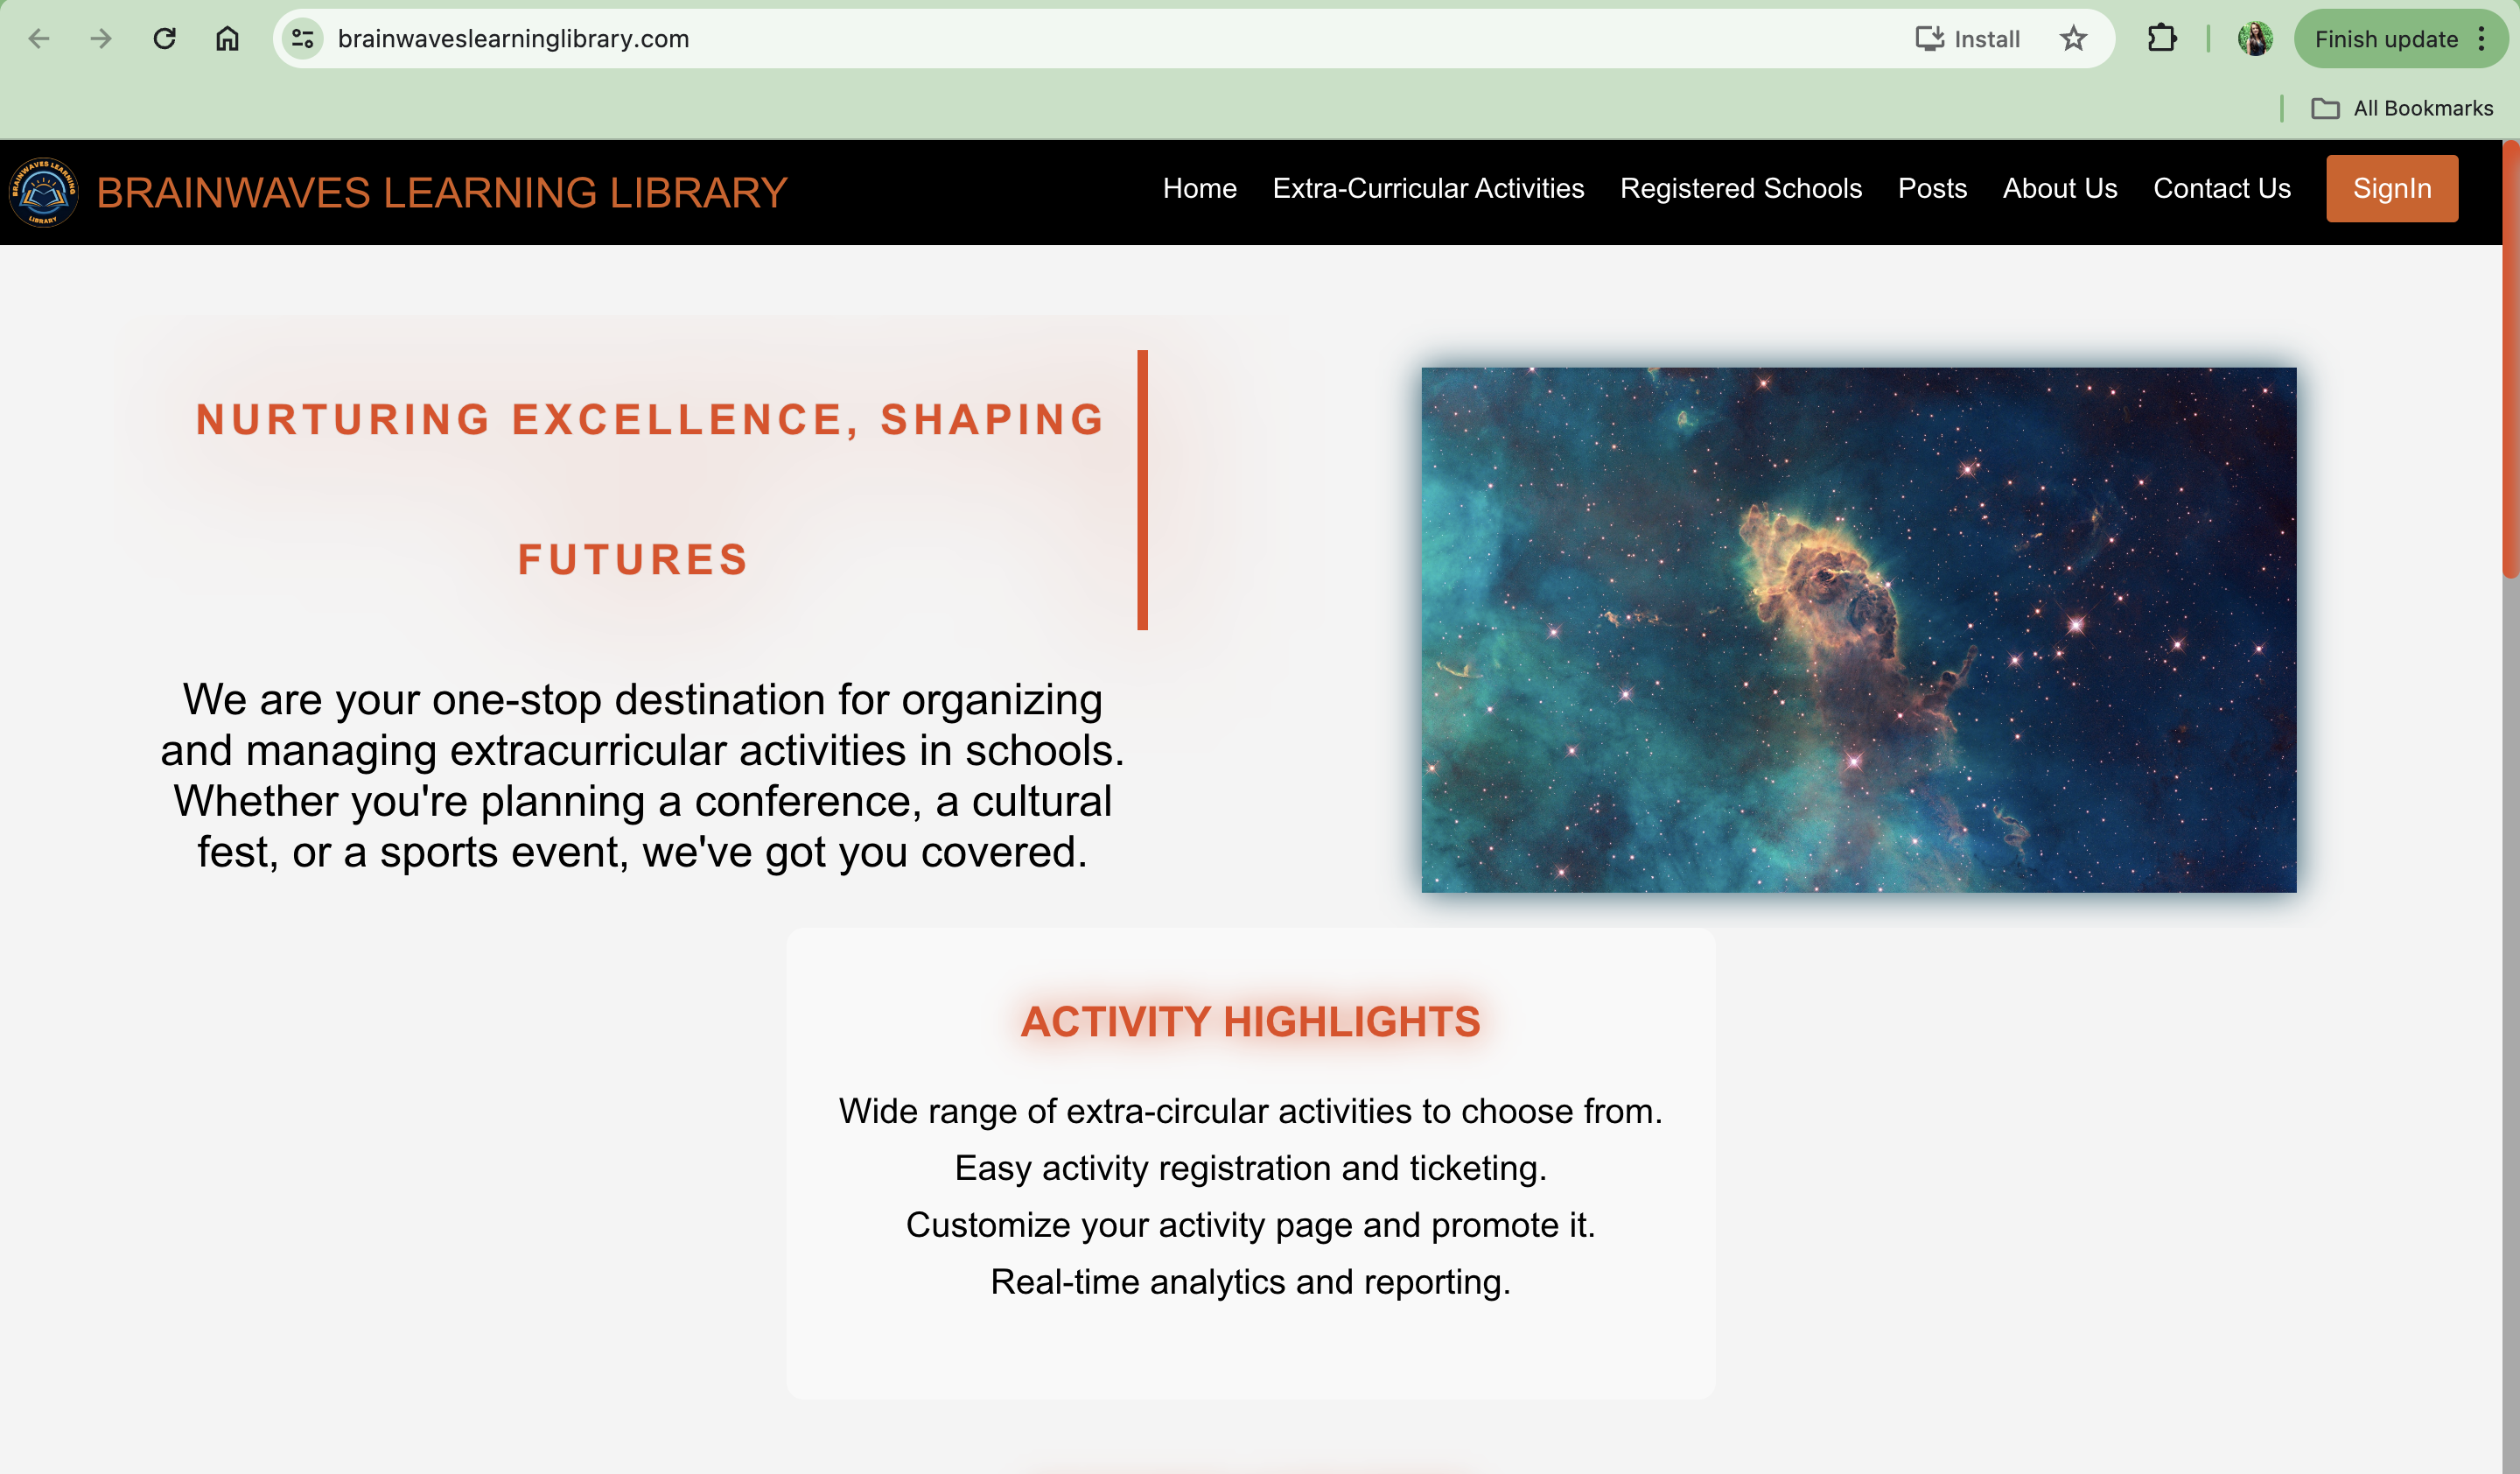 brainwaveslearninglibrary.com
Install
Finish update
All Bookmarks
BRAINWAVES LEARNING
LIBRARY
BRAINWAVES LEARNING LIBRARY
Home
Extra-Curricular Activities
Registered Schools
Posts
About Us
Contact Us
SignIn
NURTURING EXCELLENCE, SHAPING
FUTURES
We are your one-stop destination for organizing
and managing extracurricular activities in schools.
Whether you're planning a conference, a cultural
fest, or a sports event, we've got you covered.
ACTIVITY HIGHLIGHTS
Wide range of extra-circular activities to choose from.
Easy activity registration and ticketing.
Customize your activity page and promote it.
Real-time analytics and reporting.